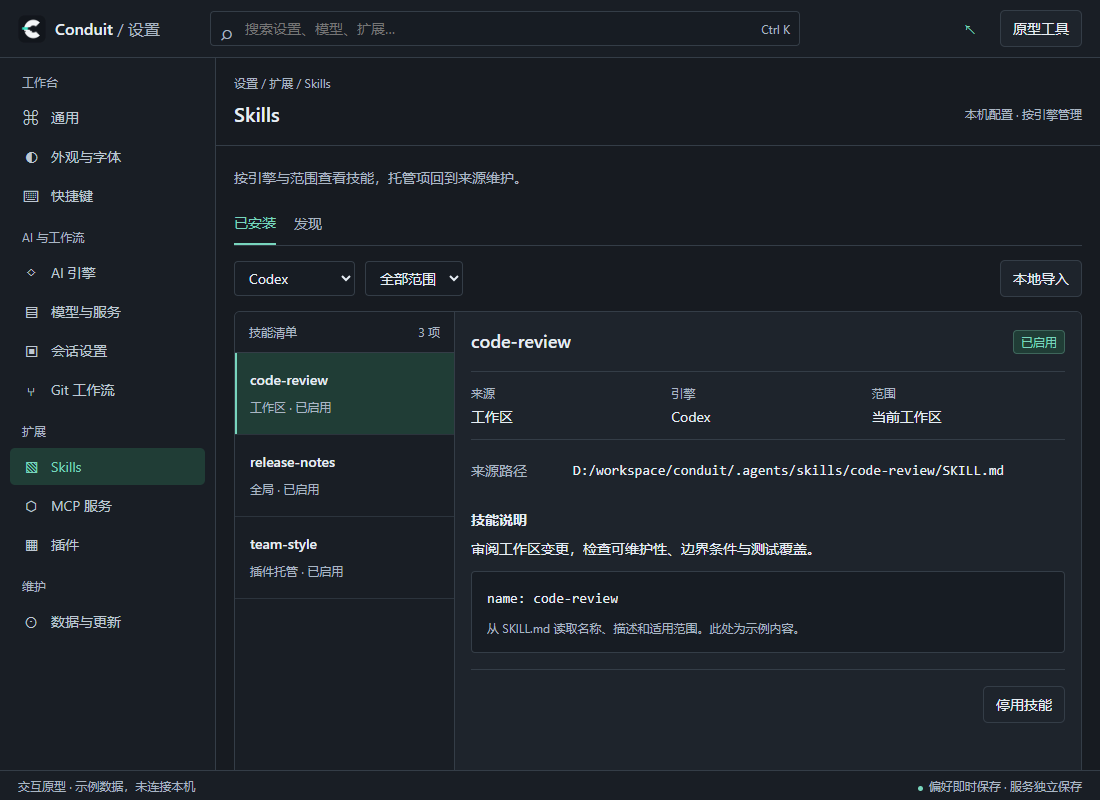 Conduit / 设置
搜索设置、模型、扩展...
Ctrl K
原型工具
工作台
通用
外观与字体
快捷键
AI 与工作流
AI 引擎
模型与服务
会话设置
Git 工作流
扩展
Skills
MCP 服务
插件
维护
数据与更新
设置 / 扩展 / Skills
Skills
本机配置 · 按引擎管理
按引擎与范围查看技能，托管项回到来源维护。
已安装 发现
Codex 全部范围
本地导入
技能清单 3 项
code-review
工作区 · 已启用
release-notes
全局 · 已启用
team-style
插件托管 · 已启用
code-review
已启用
来源 引擎 范围
工作区 Codex 当前工作区
来源路径 D:/workspace/conduit/.agents/skills/code-review/SKILL.md
技能说明
审阅工作区变更，检查可维护性、边界条件与测试覆盖。
name: code-review
从 SKILL.md 读取名称、描述和适用范围。此处为示例内容。
停用技能
交互原型 · 示例数据，未连接本机
偏好即时保存 · 服务独立保存